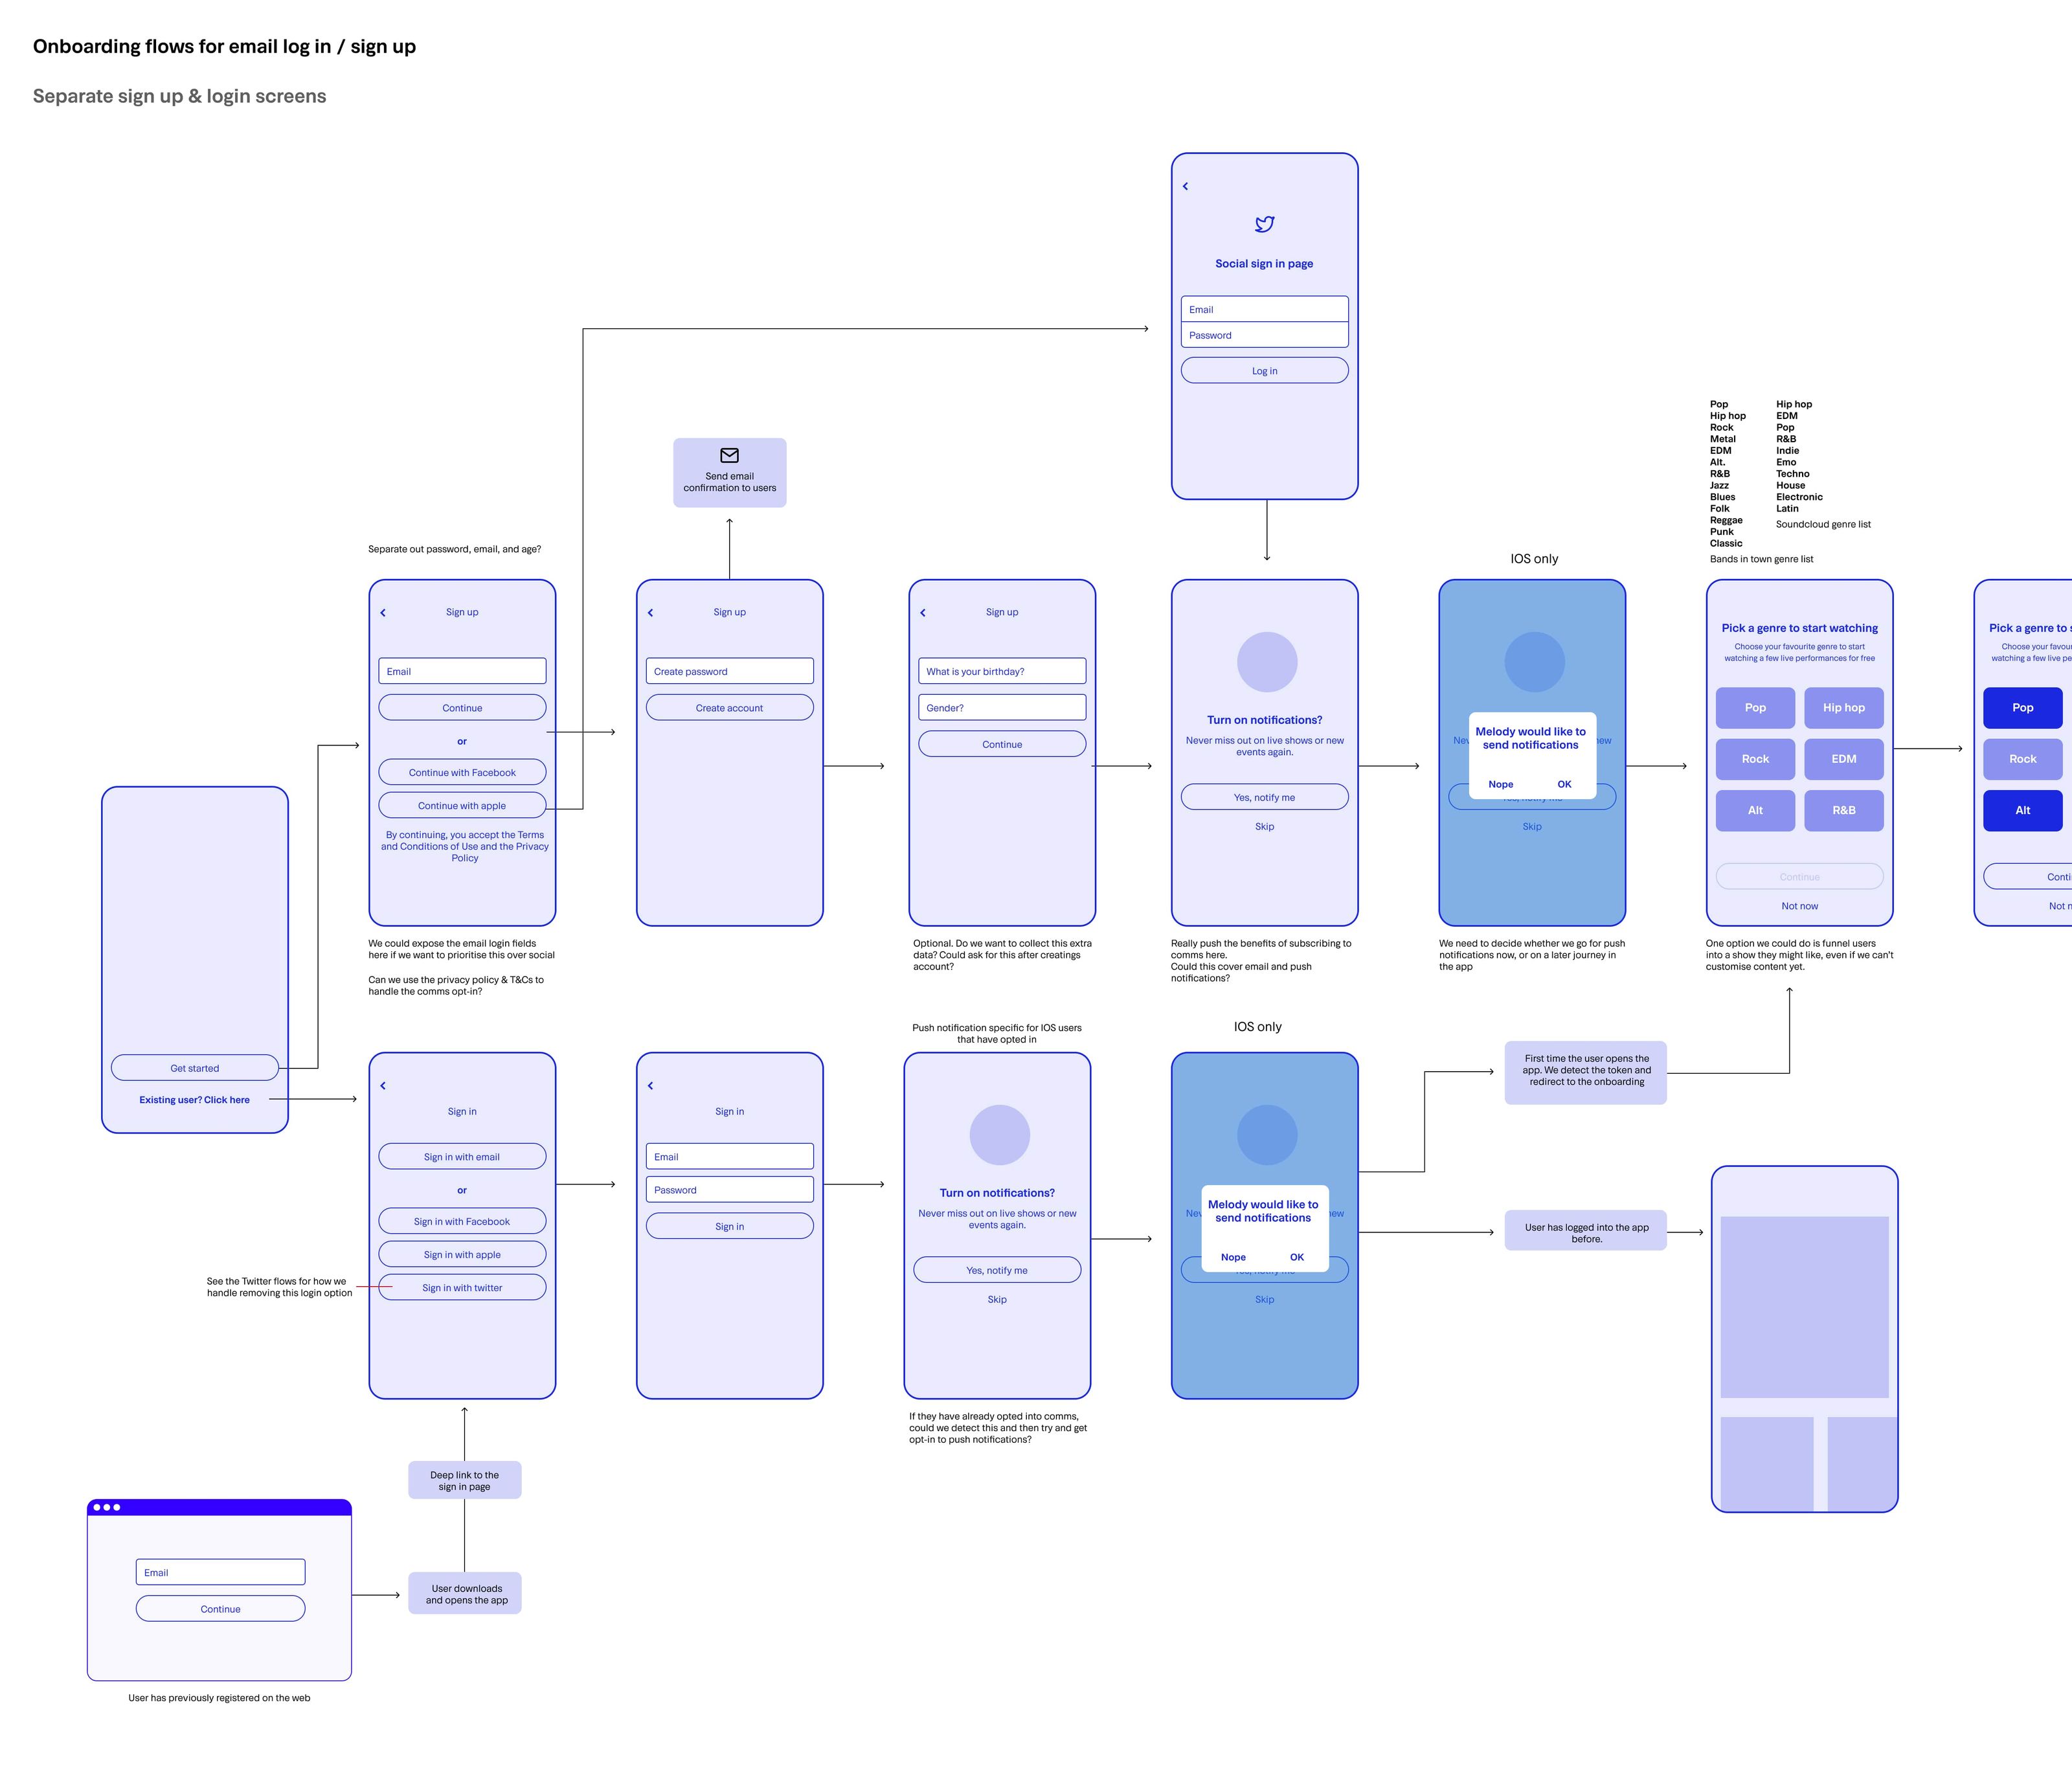 Onboarding flows for email log in / sign up
Separate sign up & login screens
Social sign in page
Email
Password
Log in
Send email
confirmation to users
Pop
Hip hop
Rock
Metal
EDM
Alt.
R&B
Jazz
Blues
Folk
Reggae
Punk
Classic
Bands in town genre list
Hip hop
EDM
Pop
R&B
Indie
Emo
Techno
House
Electronic
Latin
Soundcloud genre list
Separate out password, email, and age?
Sign up
Email
Continue
or
Continue with Facebook
Continue with apple
By continuing, you accept the Terms
and Conditions of Use and the Privacy
Policy
We could expose the email login fields
here if we want to prioritise this over social
Can we use the privacy policy & T&Cs to
handle the comms opt-in?
Sign up
Create password
Create account
Sign up
What is your birthday?
Gender?
Continue
Optional. Do we want to collect this extra
data? Could ask for this after creatings
account?
Turn on notifications?
Never miss out on live shows or new
events again.
Yes, notify me
Skip
Really push the benefits of subscribing to
comms here.
Could this cover email and push
notifications?
IOS only
Melody would like to
send notifications
Nope
OK
Skip
We need to decide whether we go for push
notifications now, or on a later journey in
the app
Pick a genre to start watching
Choose your favourite genre to start
watching a few live performances for free
Pop
Hip hop
Rock
EDM
Alt
R&B
Continue
Not now
One option we could do is funnel users
into a show they might like, even if we can't
customise content yet.
Pick a genre to s
Choose your favour
watching a few live pe
Pop
Rock
Alt
Conti
Not n
Get started
Existing user? Click here
Sign in
Sign in with email
or
Sign in with Facebook
Sign in with apple
Sign in with twitter
See the Twitter flows for how we
handle removing this login option
Sign in
Email
Password
Sign in
Push notification specific for IOS users
that have opted in
Turn on notifications?
Never miss out on live shows or new
events again.
Yes, notify me
Skip
If they have already opted into comms,
could we detect this and then try and get
opt-in to push notifications?
IOS only
Melody would like to
send notifications
Nope
OK
Skip
First time the user opens the
app. We detect the token and
redirect to the onboarding
User has logged into the app
before.
Deep link to the
sign in page
User downloads
and opens the app
Email
Continue
User has previously registered on the web